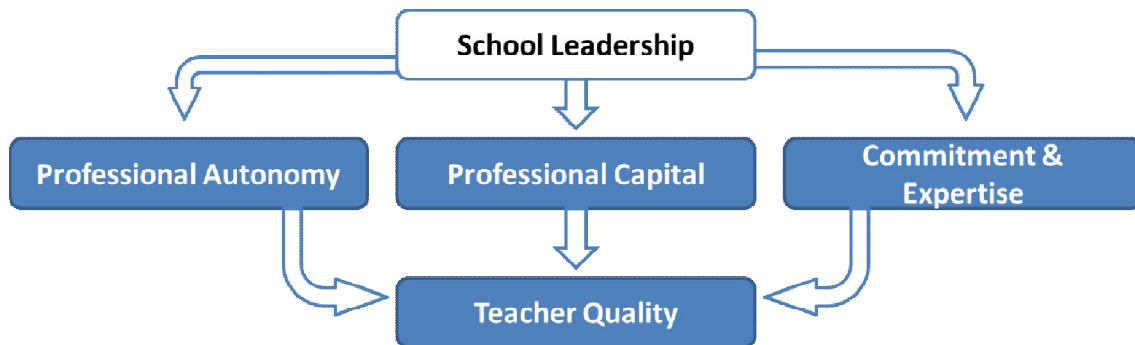 School Leadership
Professional Autonomy
Professional Capital
Commitment &
Expertise
Teacher Quality